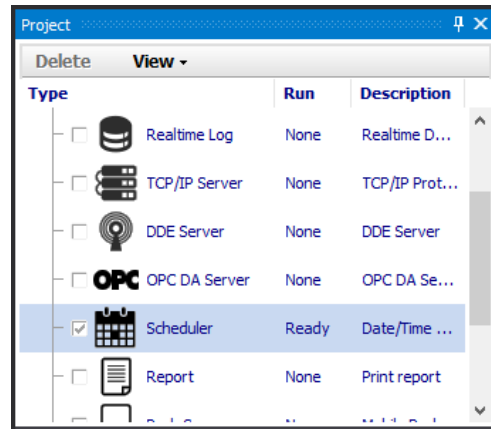 Project
Delete View
Type Run Description
Realtime Log None Realtime D...
TCP/IP Server None TCP/IP Prot...
DDE Server None DDE Server
OPC OPC DA Server None OPC DA Se...
Scheduler Ready Date/Time ...
Report None Print report